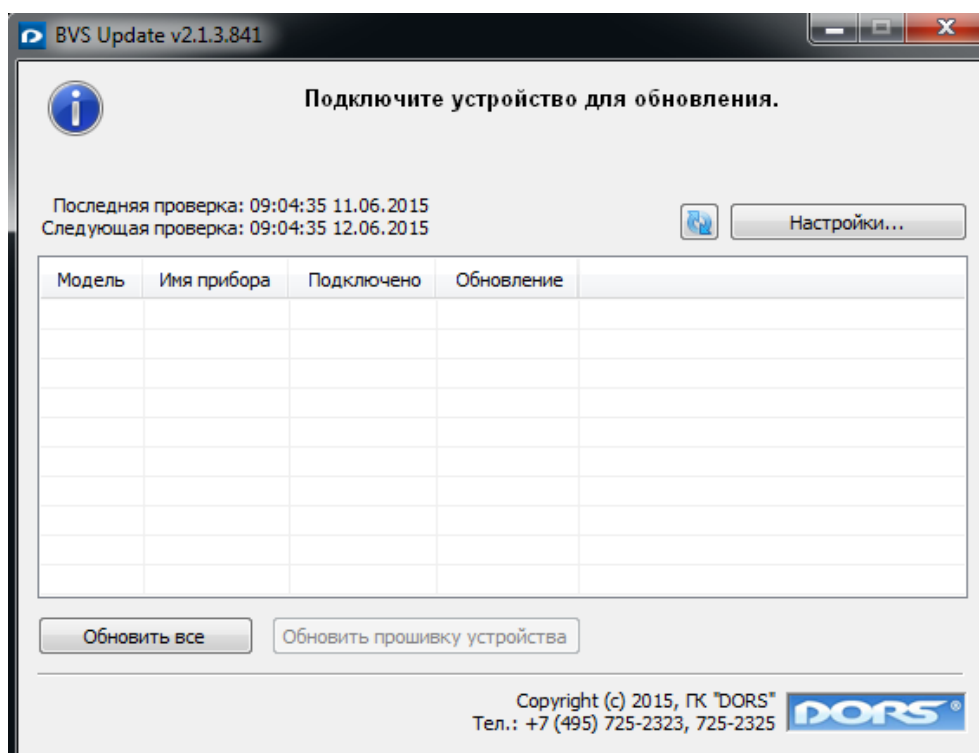 BVS Update v2.1.3.841
Подключите устройство для обновления.
Последняя проверка: 09:04:35 11.06.2015
Следующая проверка: 09:04:35 12.06.2015
Настройки...
Модель Имя прибора Подключено Обновление
Обновить все Обновить прошивку устройства
Copyright (c) 2015, ГК "DORS"
Тел.: +7 (495) 725-2323, 725-2325
DORS®